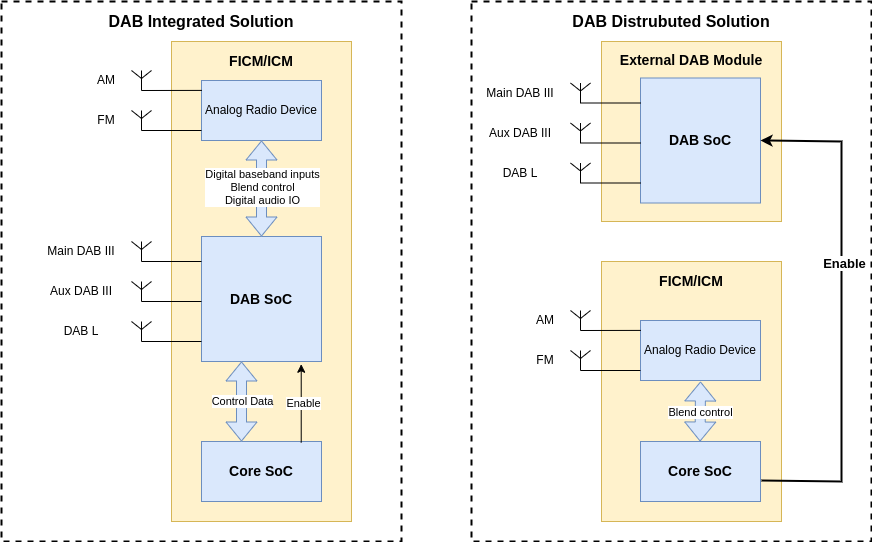 DAB Integrated Solution
FICM/ICM
AM
FM
Analog Radio Device
Digital baseband inputs
Blend control
Digital audio IO
Main DAB III
Aux DAB III
DAB L
DAB SoC
Control Data
Enable
Core SoC
DAB Distrubuted Solution
External DAB Module
Main DAB III
Aux DAB III
DAB L
DAB SoC
Enable
FICM/ICM
AM
FM
Analog Radio Device
Blend control
Core SoC